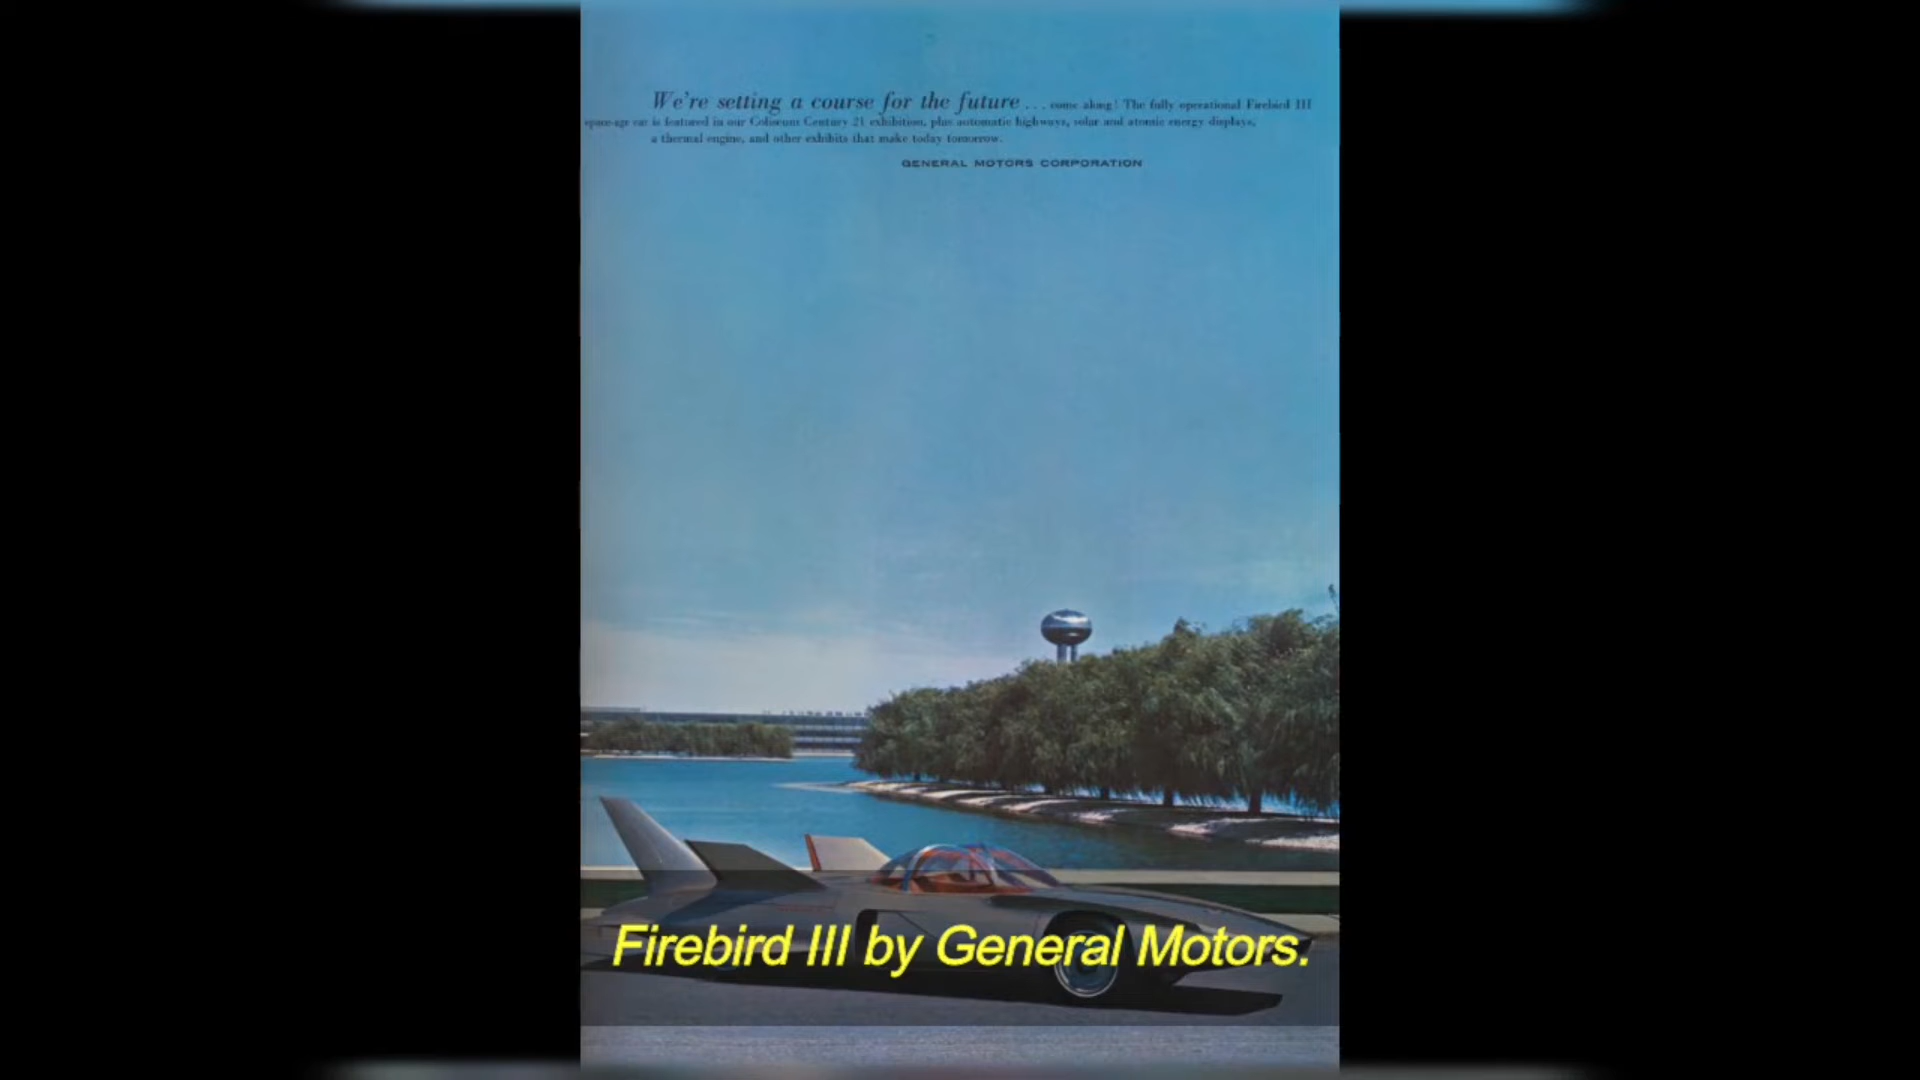 We're setting a course for the future ... come along! The fully operational Firebird III
space-age car is featured in our Coliseum Century 21 exhibition, plus automatic highways, solar and atomic energy displays,
a thermal engine, and other exhibits that make today tomorrow.
GENERAL MOTORS CORPORATION
Firebird III by General Motors.